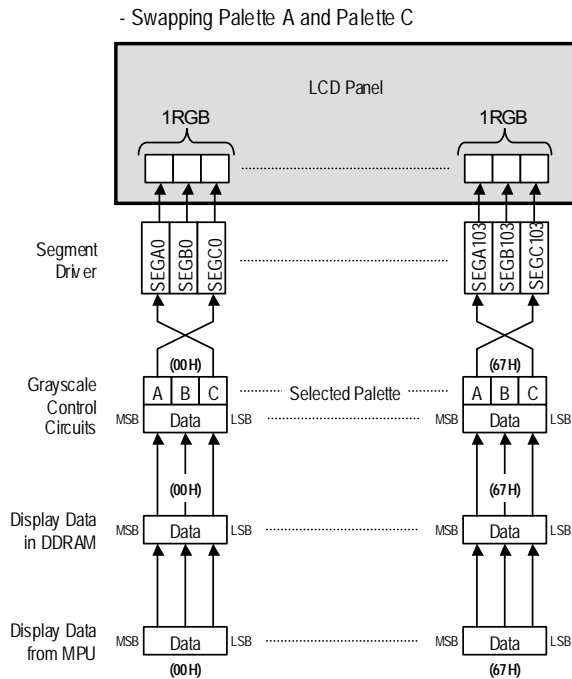 - Swapping Palette A and Palette C
LCD Panel
1RGB 1RGB
Segment
Driver
SEGA0 SEGB0 SEGC0 SEGA103 SEGB103 SEGC103
(00H) (67H)
Grayscale
Control
Circuits
A B C Selected Palette A B C
MSB Data LSB MSB Data LSB
(00H) (67H)
Display Data
in DDRAM
MSB Data LSB MSB Data LSB
Display Data
from MPU
MSB Data LSB MSB Data LSB
(00H) (67H)